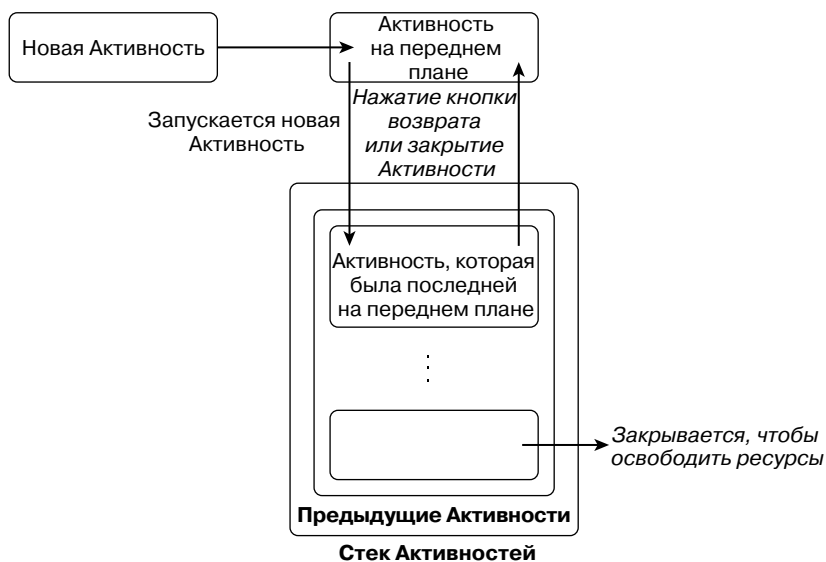 Новая Активность
Активность
на переднем
плане
Запускается новая
Активность
Нажатие кнопки
возврата
или закрытие
Активности
Активность, которая
была последней
на переднем плане
Закрывается, чтобы
освободить ресурсы
Предыдущие Активности
Стек Активностей